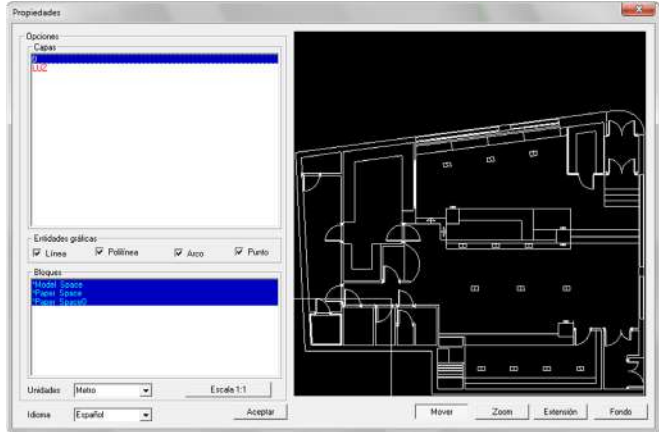 Propiedades
Opciones
Capas
0
LUZ
Entidades gráficas
Línea
Polilínea
Arco
Punto
Bloques
*Model Space
*Paper Space
*Paper Space0
Unidades Metro Escala 1:1
Idioma Español Aceptar
Mover Zoom Extensión Fondo